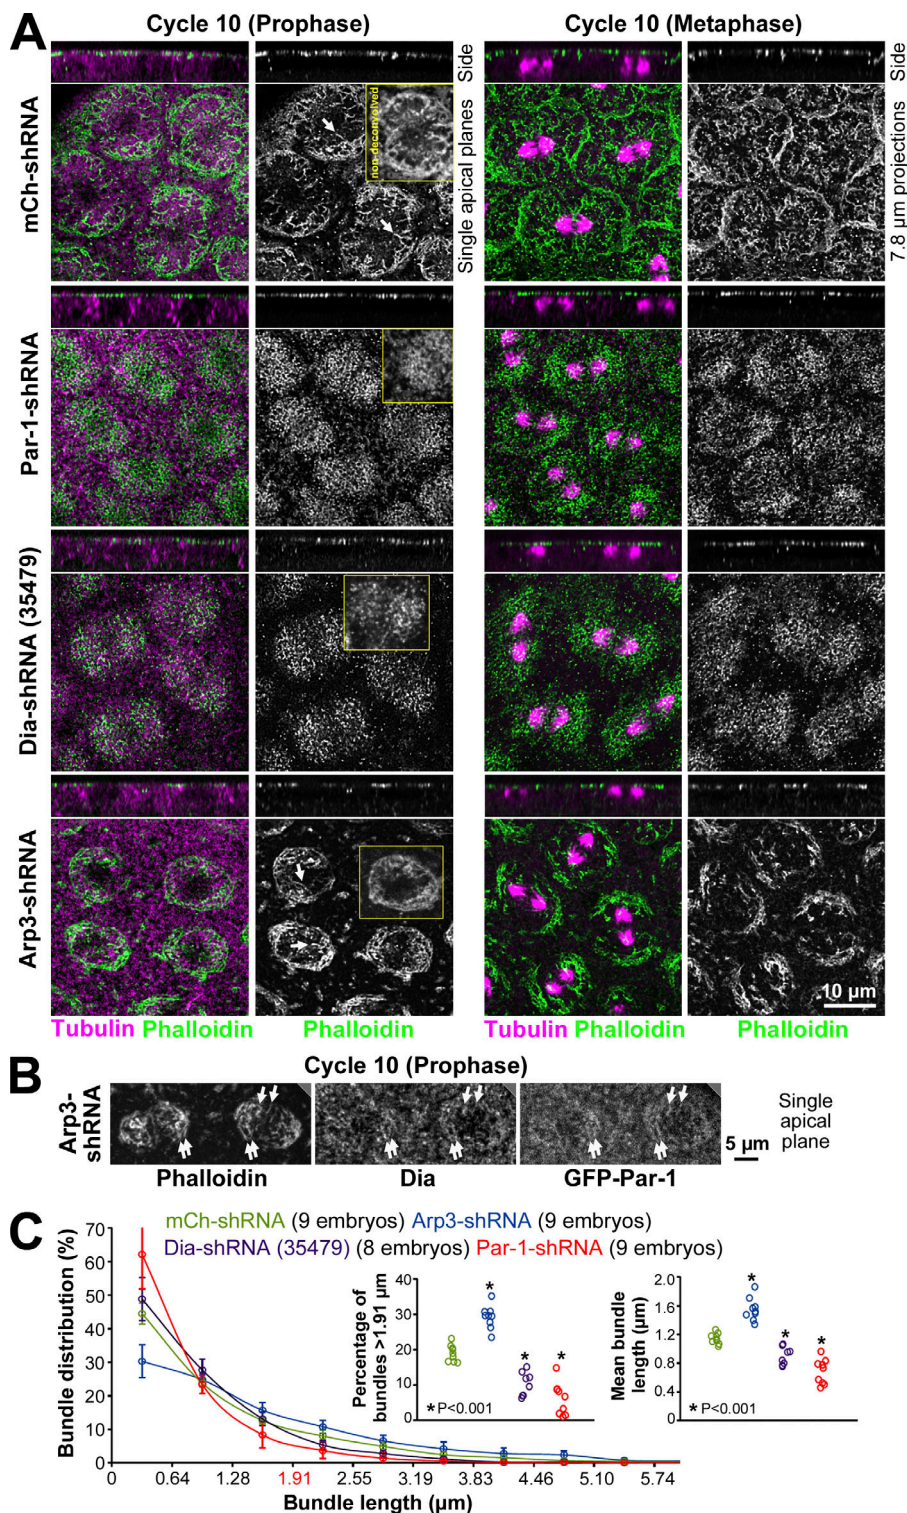 A
Cycle 10 (Prophase)
Cycle 10 (Metaphase)
mCh-shRNA
non-deconvolved
Side
Single apical planes
Side
7.8 µm projections
Par-1-shRNA
Dia-shRNA (35479)
Arp3-shRNA
10 µm
Tubulin Phalloidin
Phalloidin
Tubulin Phalloidin
Phalloidin
B
Cycle 10 (Prophase)
Arp3-
shRNA
Single
apical
plane
5 µm
Phalloidin
Dia
GFP-Par-1
C
mCh-shRNA (9 embryos) Arp3-shRNA (9 embryos)
Dia-shRNA (35479) (8 embryos) Par-1-shRNA (9 embryos)
Bundle distribution (%)
70
60
50
40
30
20
10
0
0 0.64 1.28 1.91 2.55 3.19 3.83 4.46 5.10 5.74
Bundle length (µm)
Percentage of
bundles >1.91 µm
40
30
20
10
0
*
*
*
* P<0.001
Mean bundle
length (µm)
2.0
1.6
1.2
0.8
0.4
*
*
*
* P<0.001